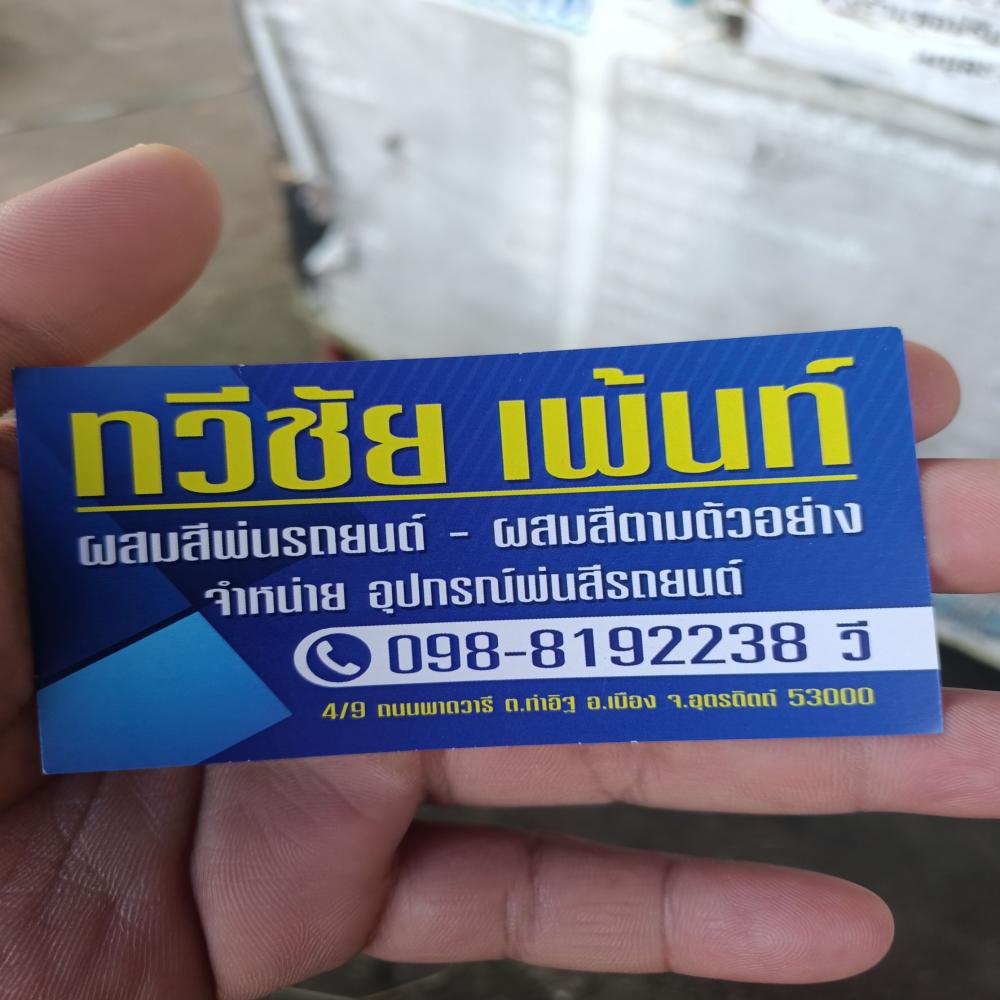 ทวีชัย เพ้นท์
ผสมสีพ่นรถยนต์ - ผสมสีตามตัวอย่าง
จำหน่าย อุปกรณ์พ่นสีรถยนต์
098-8192238 วี
4/9 ถนนพาดวารี ต.ท่าอิฐ อ.เมือง จ.อุตรดิตถ์ 53000